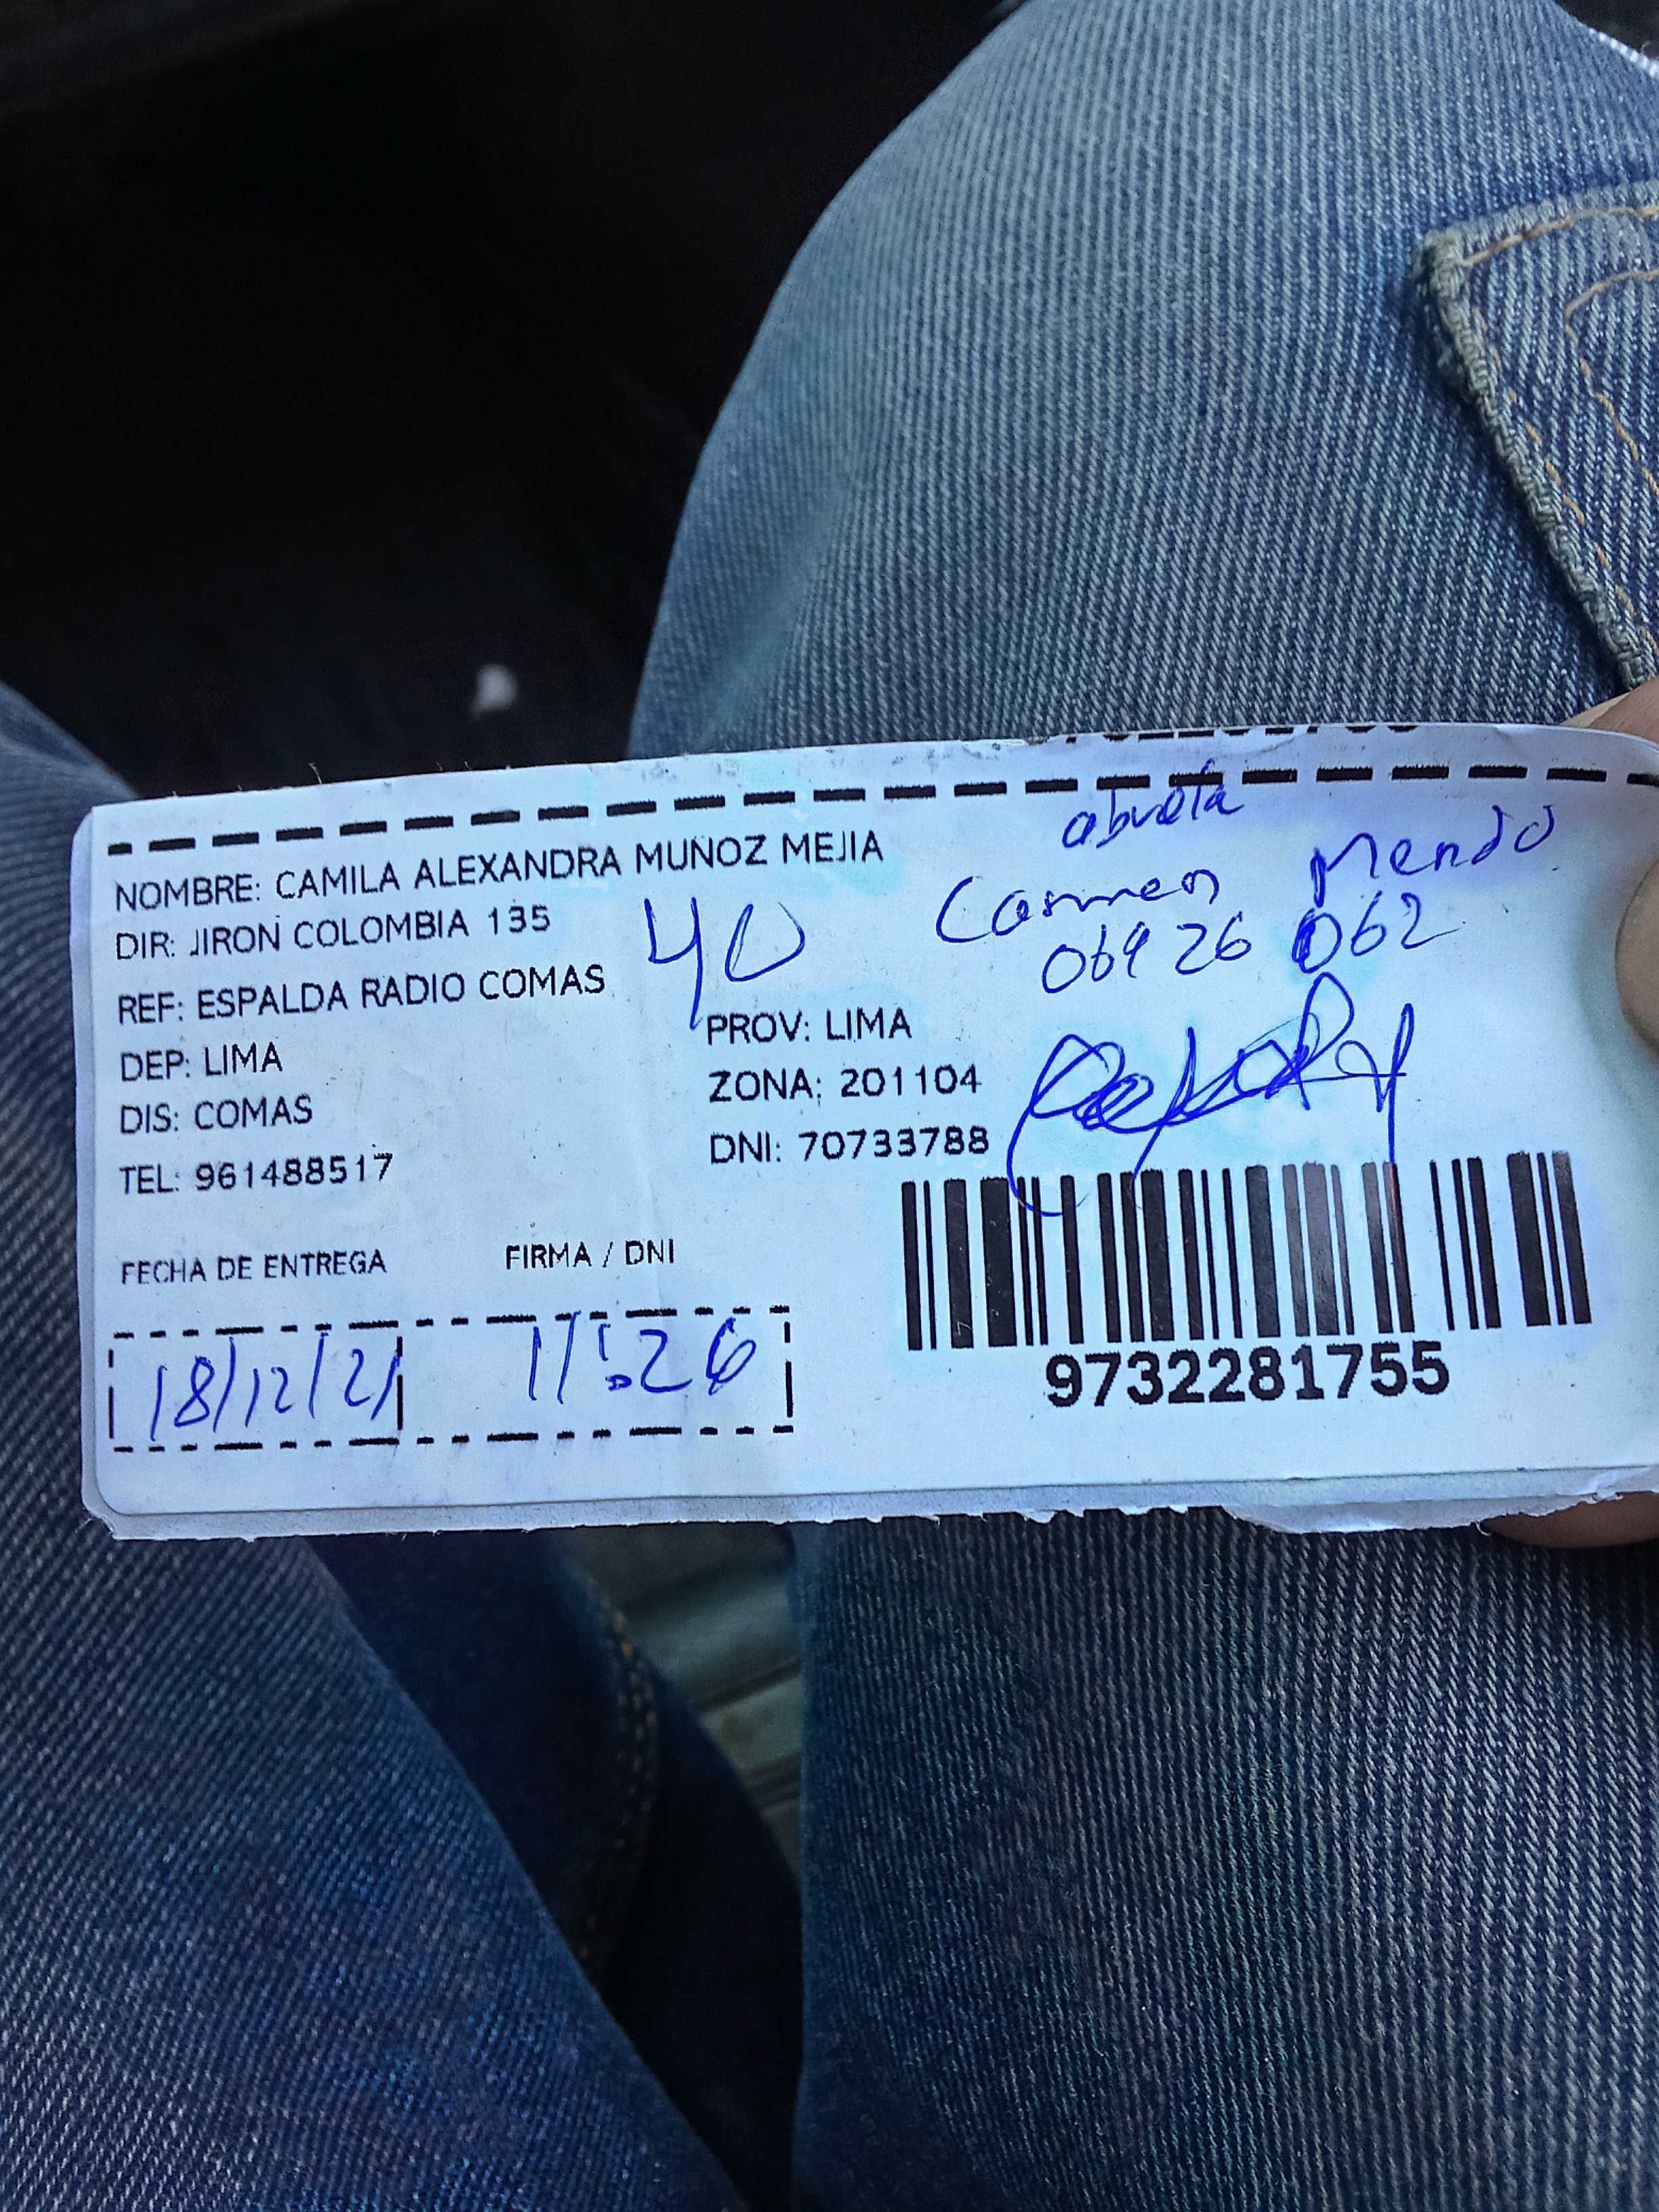 abuela
NOMBRE: CAMILA ALEXANDRA MUÑOZ MEJIA
Carmen Mendo
DIR: JIRON COLOMBIA 135
40
06926062
REF: ESPALDA RADIO COMAS
DEP: LIMA
PROV: LIMA
DIS: COMAS
ZONA: 201104
TEL: 961488517
DNI: 70733788
FECHA DE ENTREGA
FIRMA / DNI
18/12/21
11:26
9732281755